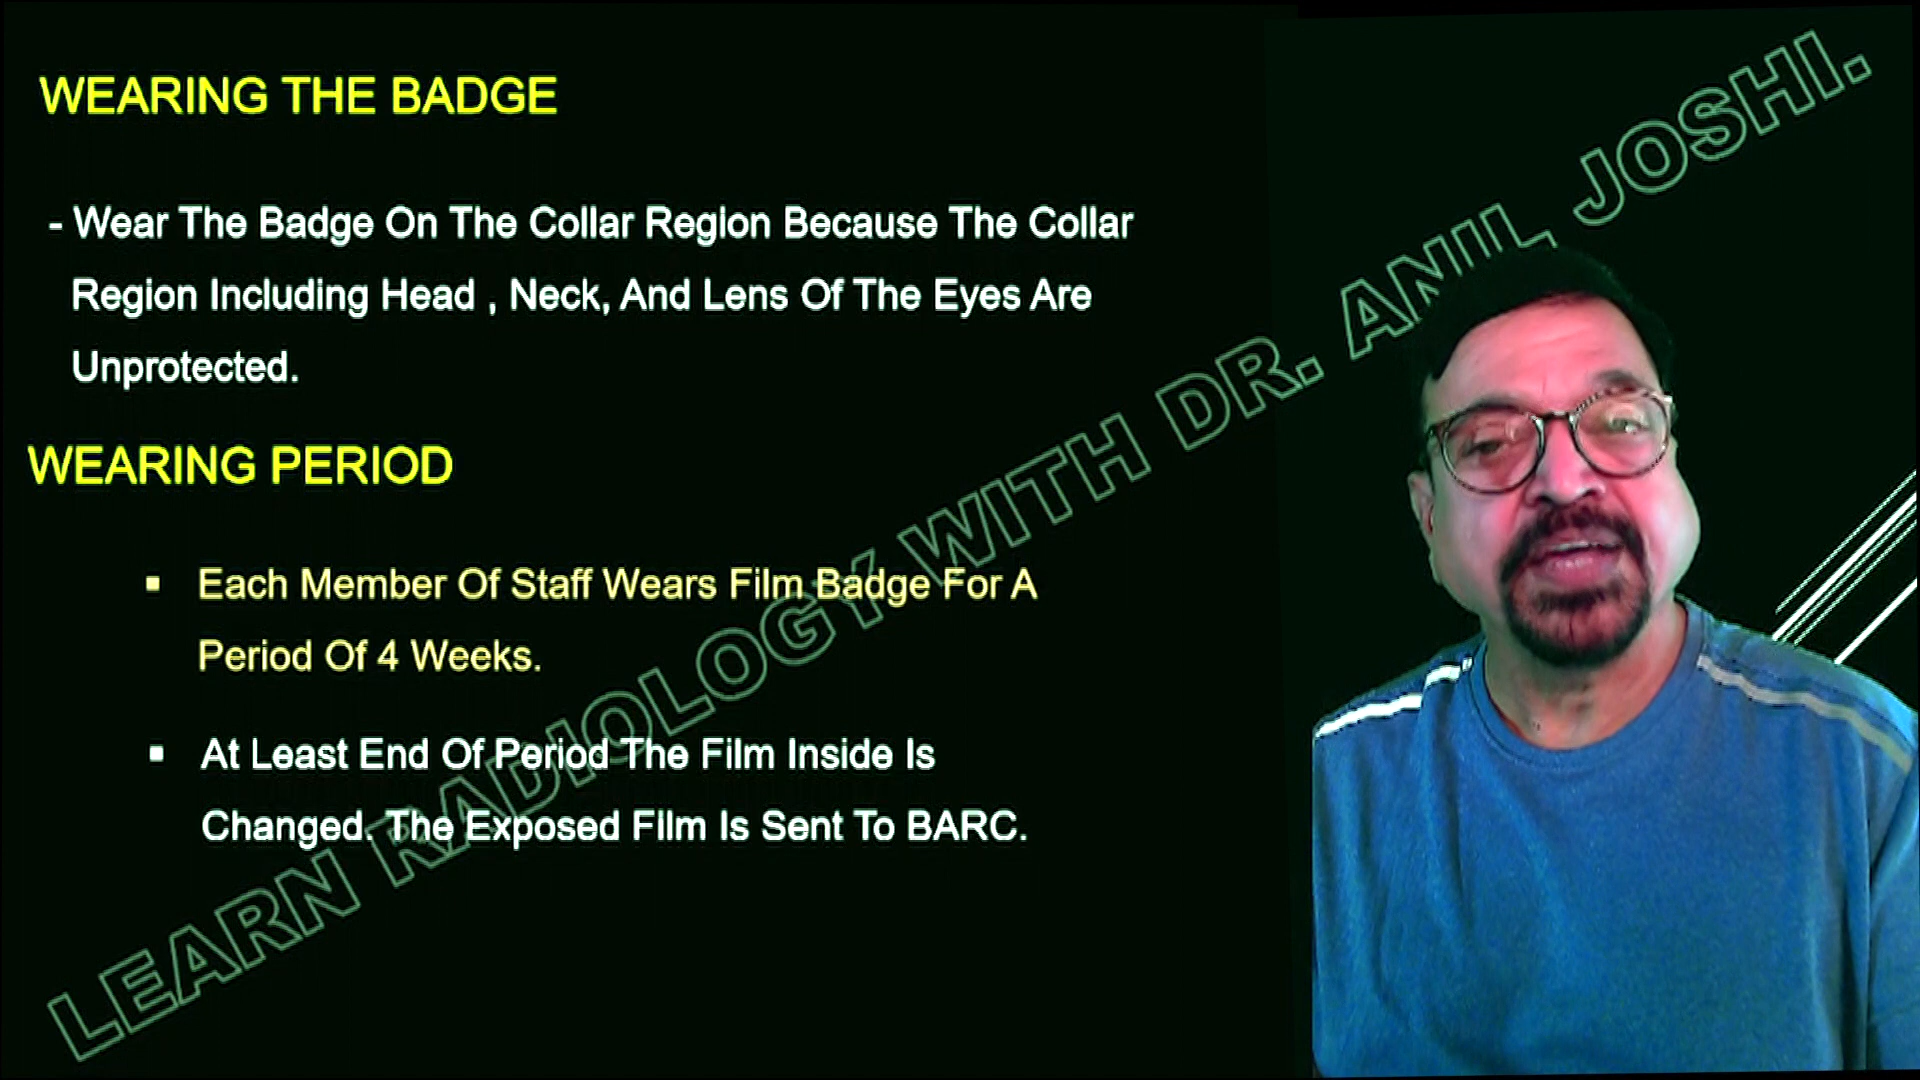 WEARING THE BADGE
- Wear The Badge On The Collar Region Because The Collar
Region Including Head , Neck, And Lens Of The Eyes Are
Unprotected.
WEARING PERIOD
▪ Each Member Of Staff Wears Film Badge For A
Period Of 4 Weeks.
▪ At Least End Of Period The Film Inside Is
Changed. The Exposed Film Is Sent To BARC.
LEARN RADIOLOGY WITH DR. ANIL JOSHI.